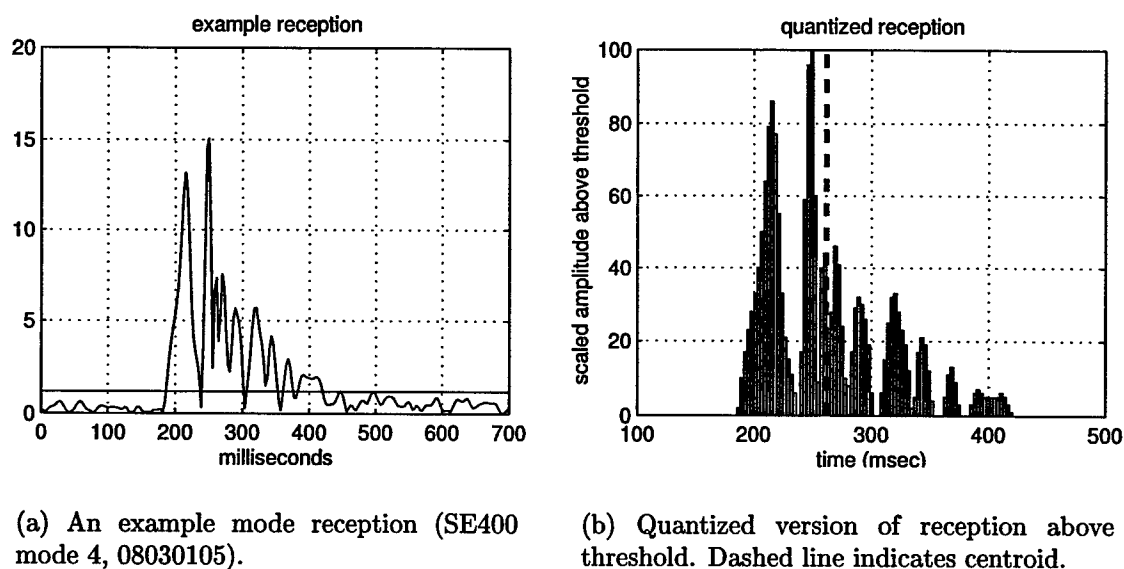 example reception
20
15
10
5
0
0 100 200 300 400 500 600 700
milliseconds
quantized reception
scaled amplitude above threshold
100
80
60
40
20
0
100 200 300 400 500
time (msec)
(a) An example mode reception (SE400
mode 4, 08030105).
(b) Quantized version of reception above
threshold. Dashed line indicates centroid.